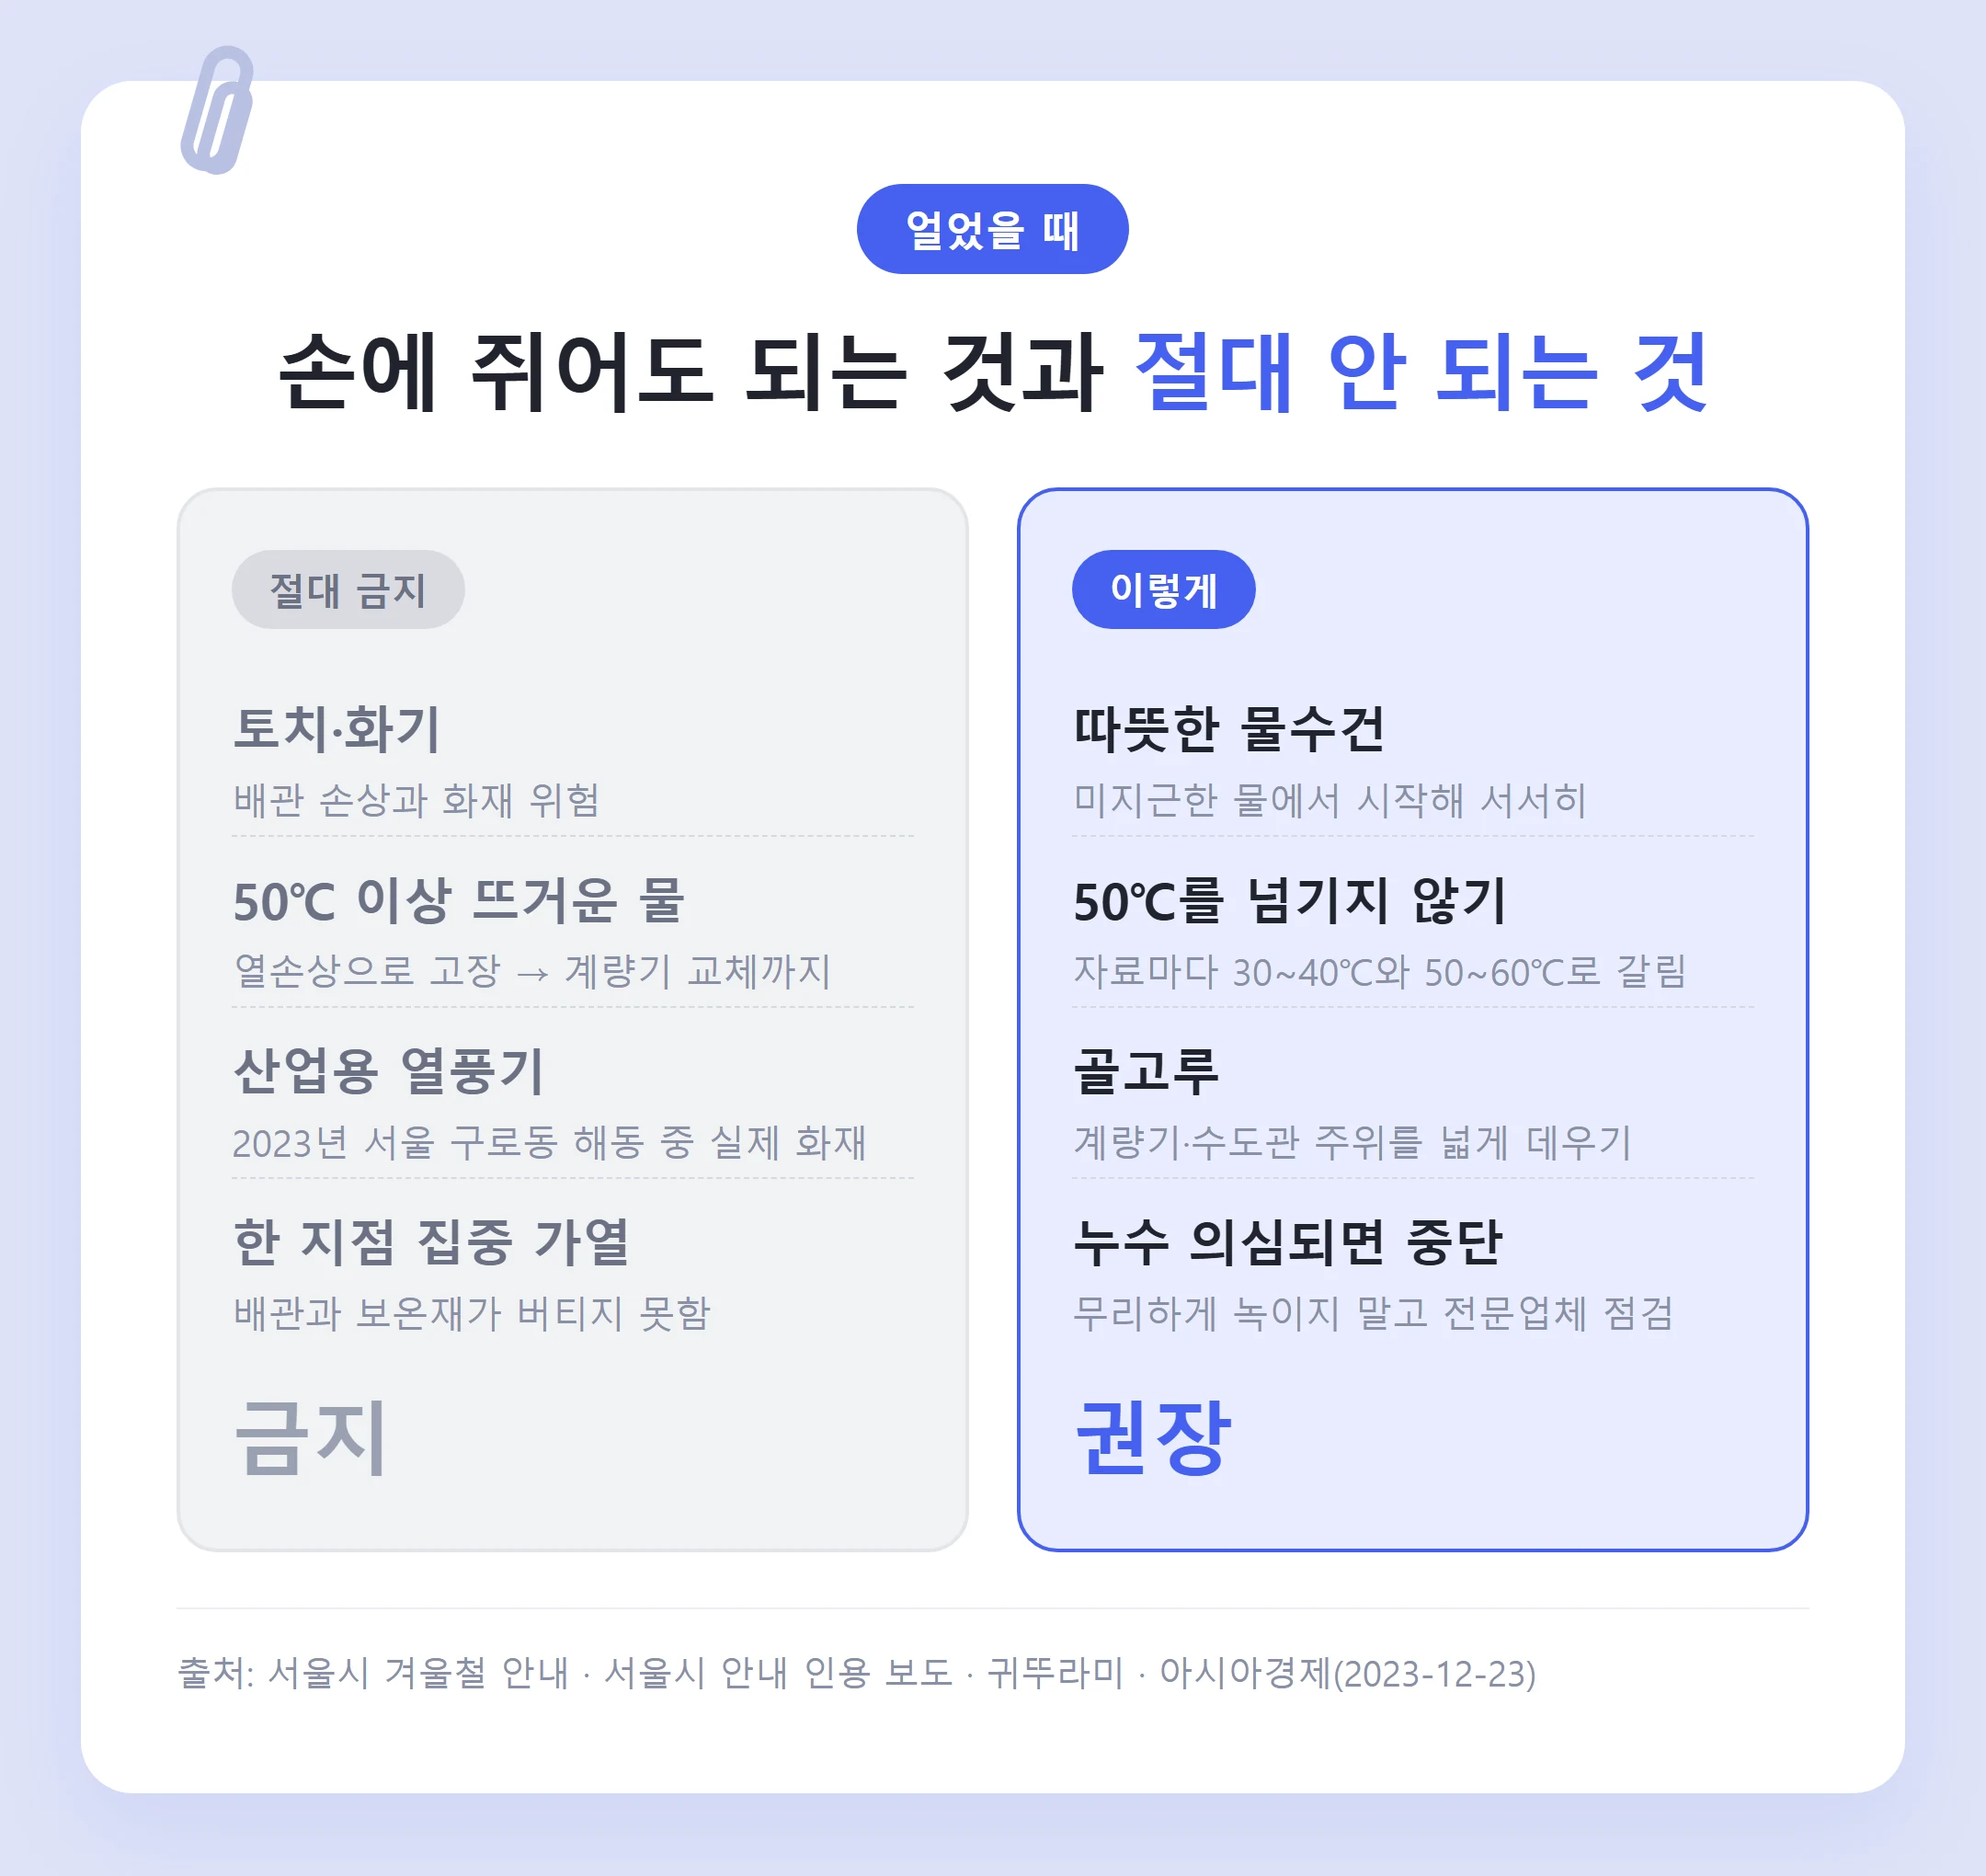 얼었을 때
손에 쥐어도 되는 것과 절대 안 되는 것
절대 금지
토치·화기
배관 손상과 화재 위험
50℃ 이상 뜨거운 물
열손상으로 고장 → 계량기 교체까지
산업용 열풍기
2023년 서울 구로동 해동 중 실제 화재
한 지점 집중 가열
배관과 보온재가 버티지 못함
금지
이렇게
따뜻한 물수건
미지근한 물에서 시작해 서서히
50℃를 넘기지 않기
자료마다 30~40℃와 50~60℃로 갈림
골고루
계량기·수도관 주위를 넓게 데우기
누수 의심되면 중단
무리하게 녹이지 말고 전문업체 점검
권장
출처: 서울시 겨울철 안내 · 서울시 안내 인용 보도 · 귀뚜라미 · 아시아경제(2023-12-23)